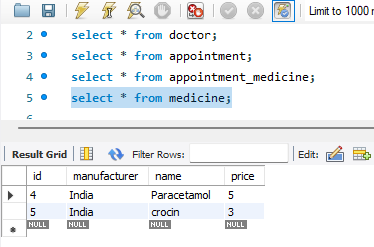 Limit to 1000 r
2 select * from doctor;
3 select * from appointment;
4 select * from appointment_medicine;
5 select * from medicine;
6
Result Grid Filter Rows: Edit:
id manufacturer name price
4 India Paracetamol 5
5 India crocin 3
NULL NULL NULL NULL